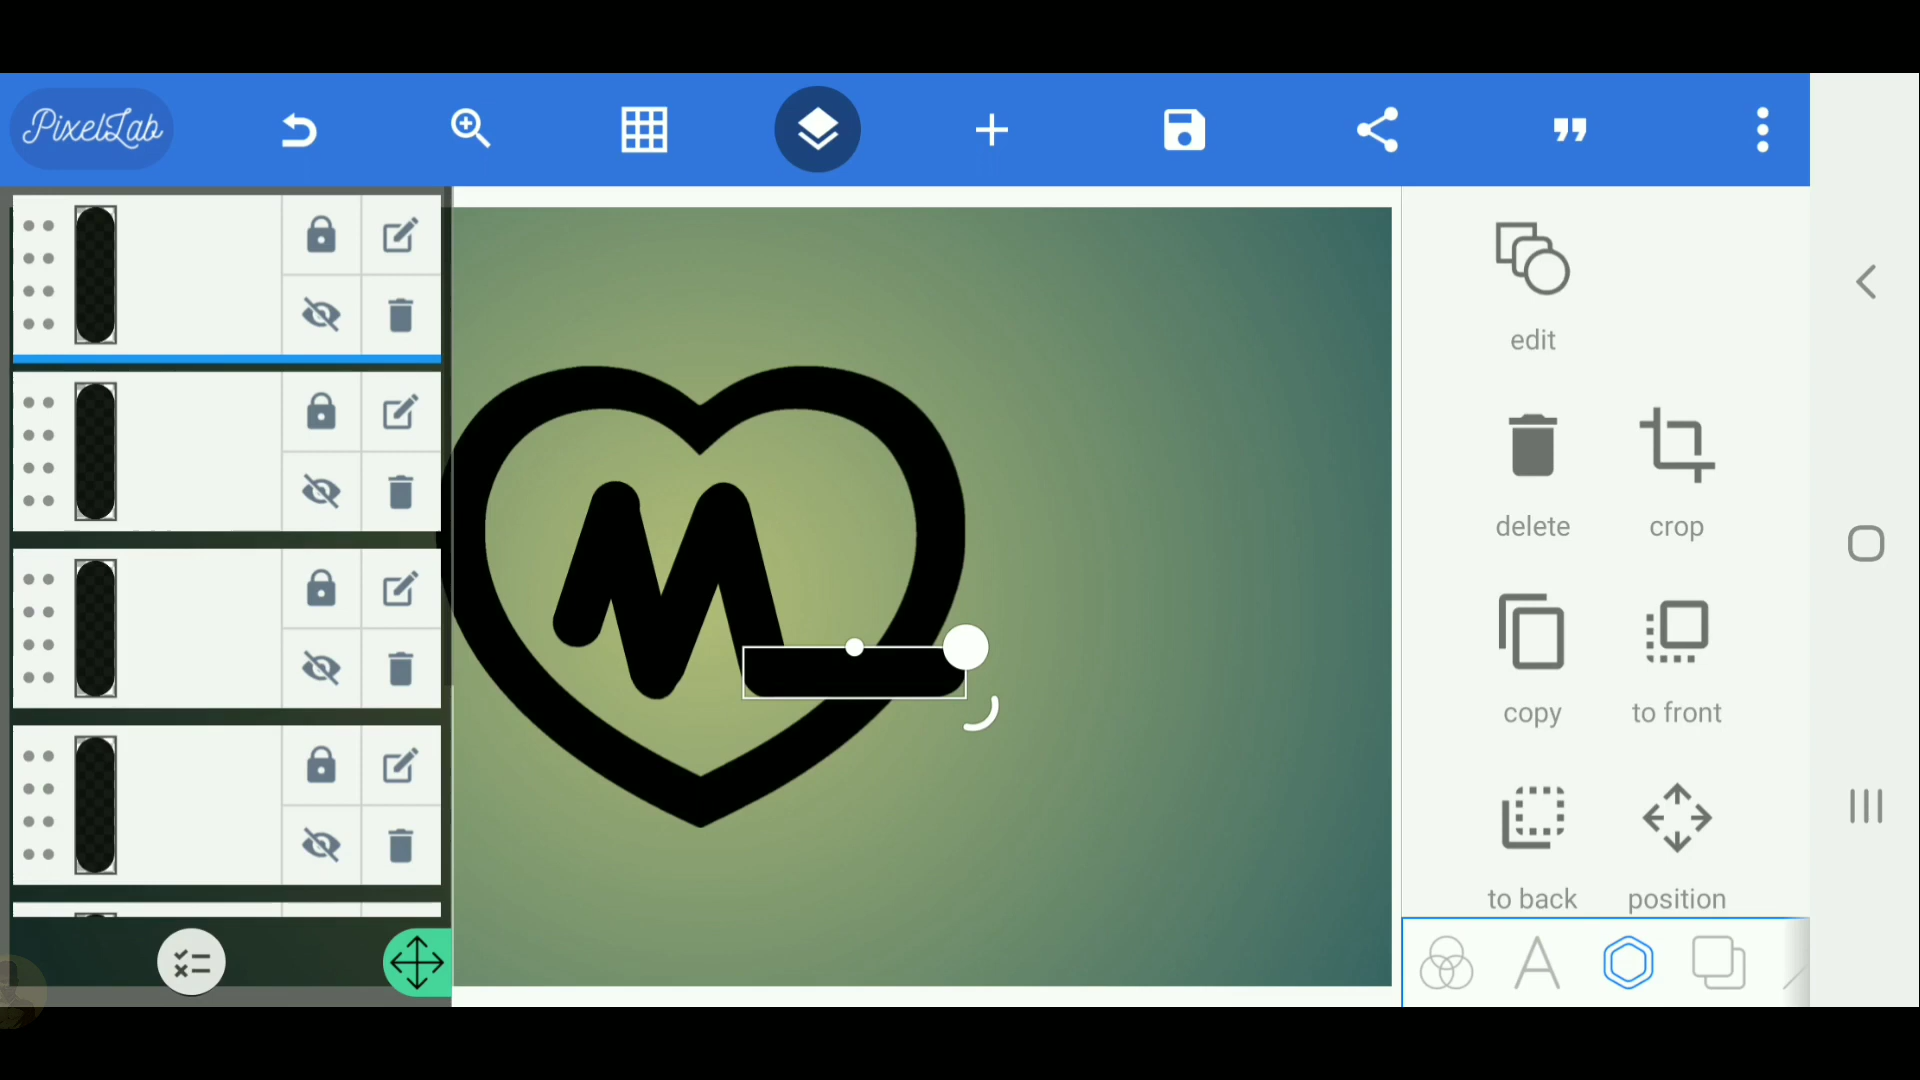 PixelLab
edit
delete crop
copy to front
to back position
M